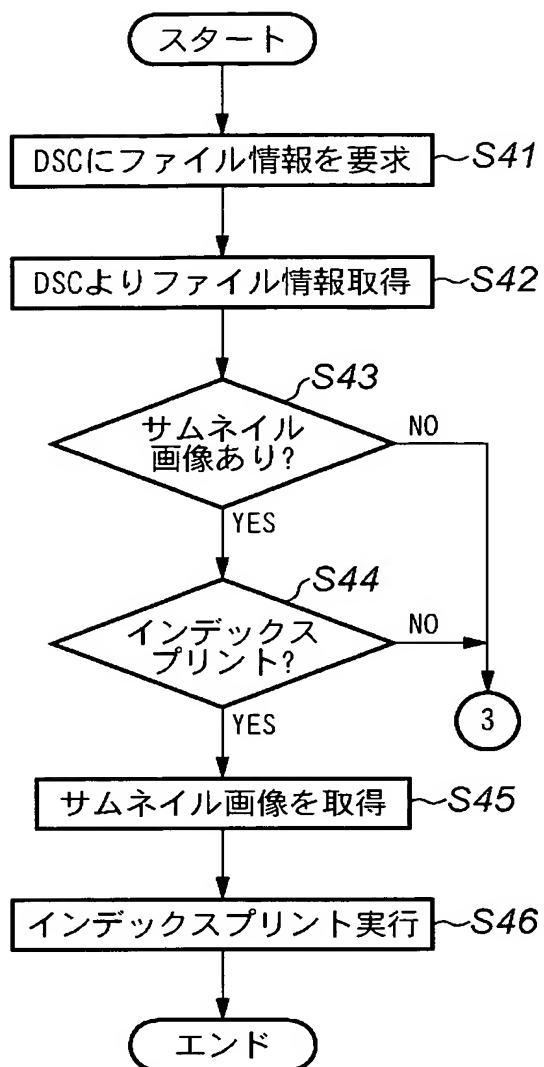 スタート
DSCにファイル情報を要求 S41
DSCよりファイル情報取得 S42
S43
サムネイル
画像あり?
NO
YES
S44
インデックス
プリント?
NO
YES
3
サムネイル画像を取得 S45
インデックスプリント実行 S46
エンド